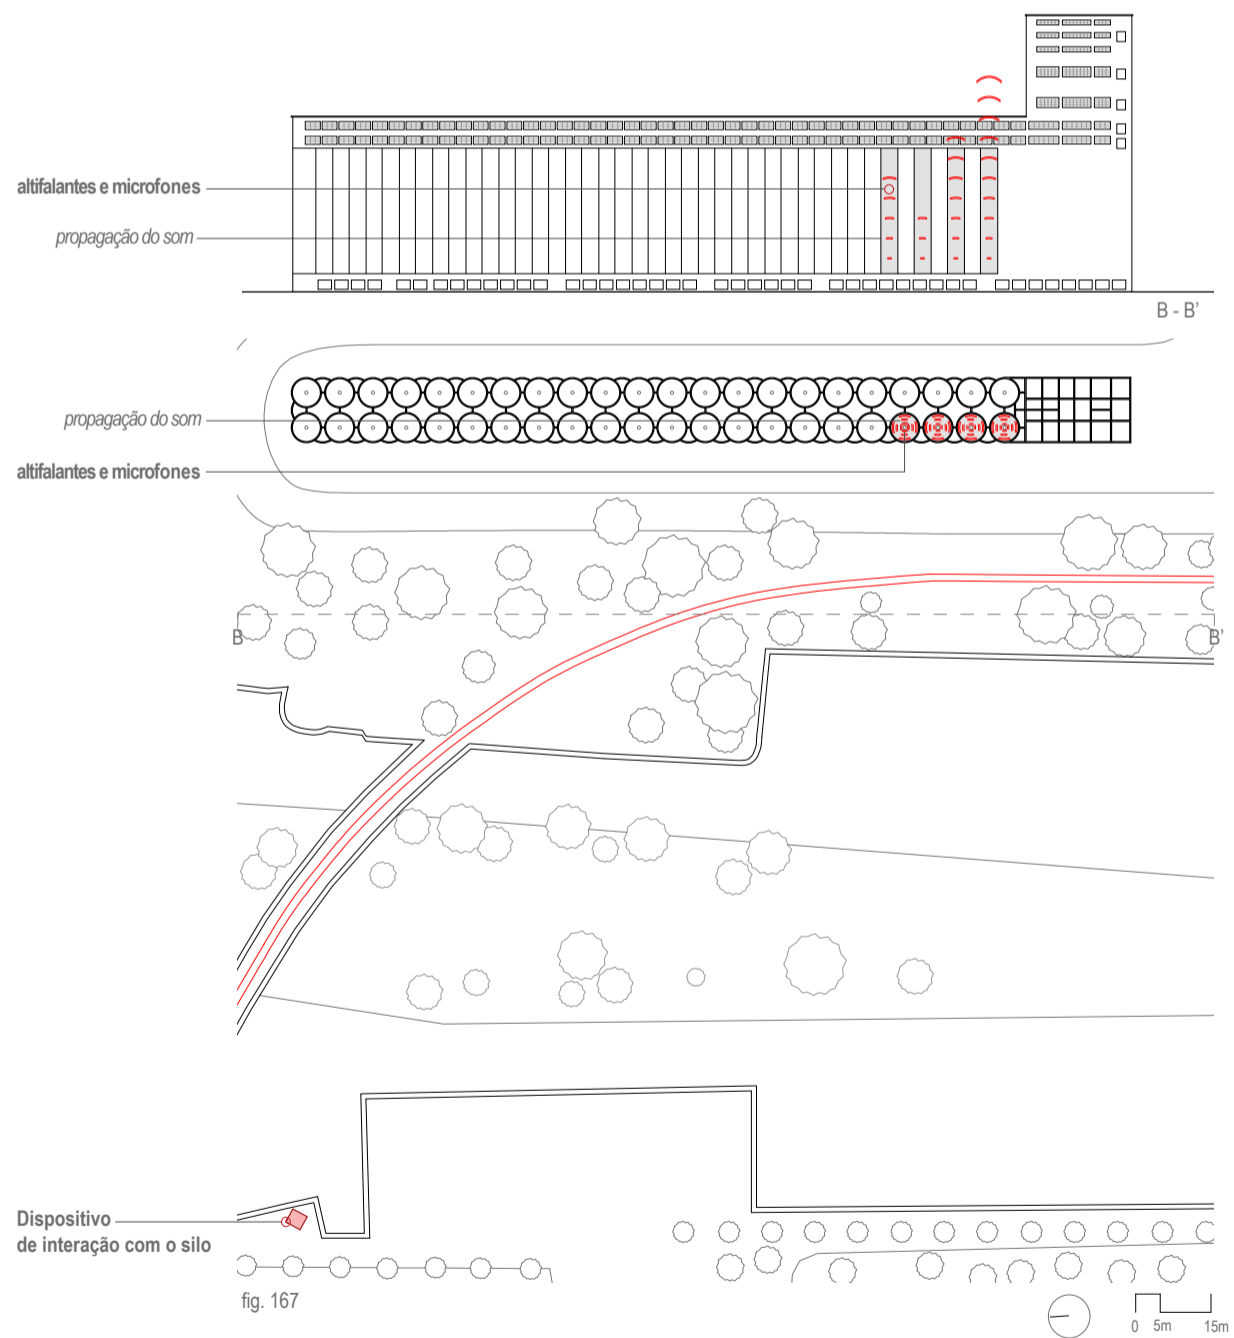 altifalantes e microfones
propagação do som
B - B'
propagação do som
altifalantes e microfones
B
B'
Dispositivo
de interação com o silo
fig. 167
0 5m 15m